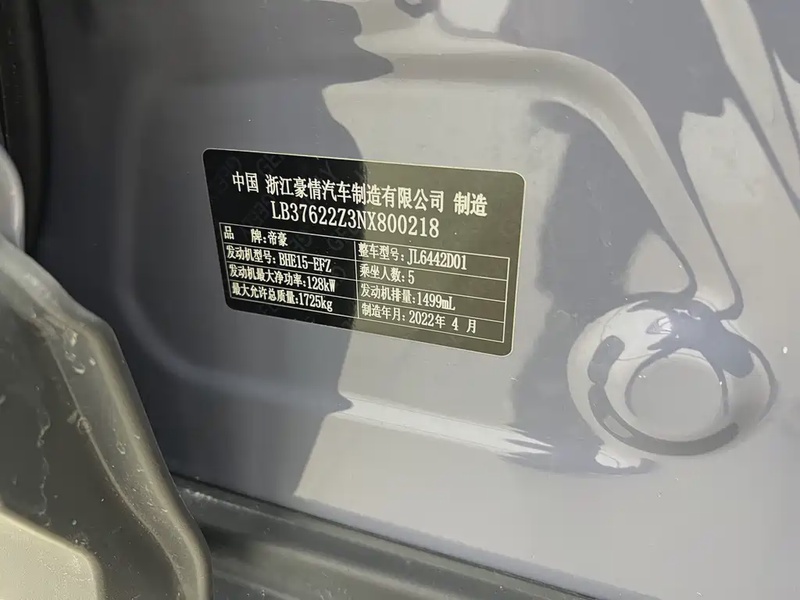 中国 浙江豪情汽车制造有限公司 制造
LB37622Z3NX800218
品 牌:帝豪 整车型号:JL6442D01
发动机型号:BHE15-EFZ 乘坐人数:5
发动机最大净功率:128kW 发动机排量:1499mL
最大允许总质量:1725kg 制造年月:2022年 4 月